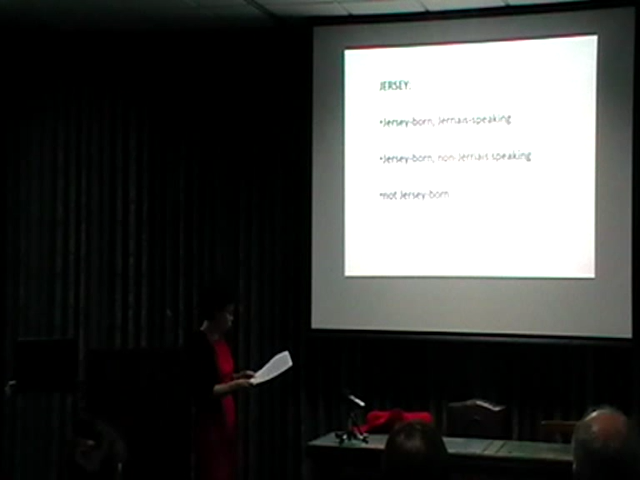 JERSEY:
•Jersey-born, Jèrriais-speaking
•Jersey-born, non-Jèrriais speaking
•not Jersey-born